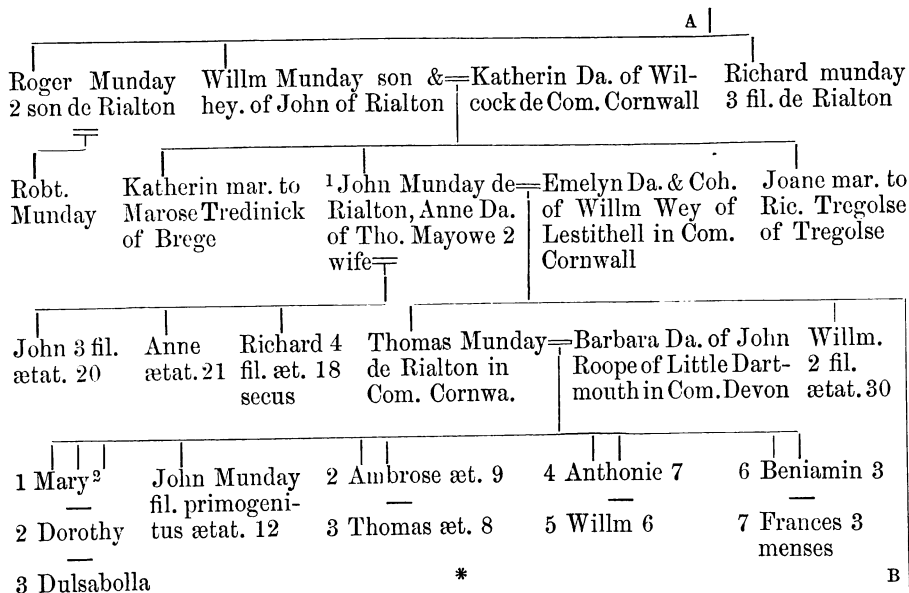 A
Roger Munday
2 son de Rialton
Willm Munday son &
hey. of John of Rialton
Katherin Da. of Wil-
cock de Com. Cornwall
Richard munday
3 fil. de Rialton
Robt.
Munday
Katherin mar. to
Marose Tredinick
of Brege
¹John Munday de
Rialton, Anne Da.
of Tho. Mayowe 2
wife
Emelyn Da. & Coh.
of Willm Wey of
Lestithell in Com.
Cornwall
Joane mar. to
Ric. Tregolse
of Tregolse
John 3 fil.
ætat. 20
Anne
ætat. 21
Richard 4
fil. æt. 18
secus
Thomas Munday
de Rialton in
Com. Cornwa.
Barbara Da. of John
Roope of Little Dart-
mouth in Com. Devon
Willm.
2 fil.
ætat. 30
1 Mary²
2 Dorothy
3 Dulsabolla
John Munday
fil. primogeni-
tus ætat. 12
2 Ambrose æt. 9
3 Thomas æt. 8
4 Anthonie 7
5 Willm 6
6 Beniamin 3
7 Frances 3
menses
*
B